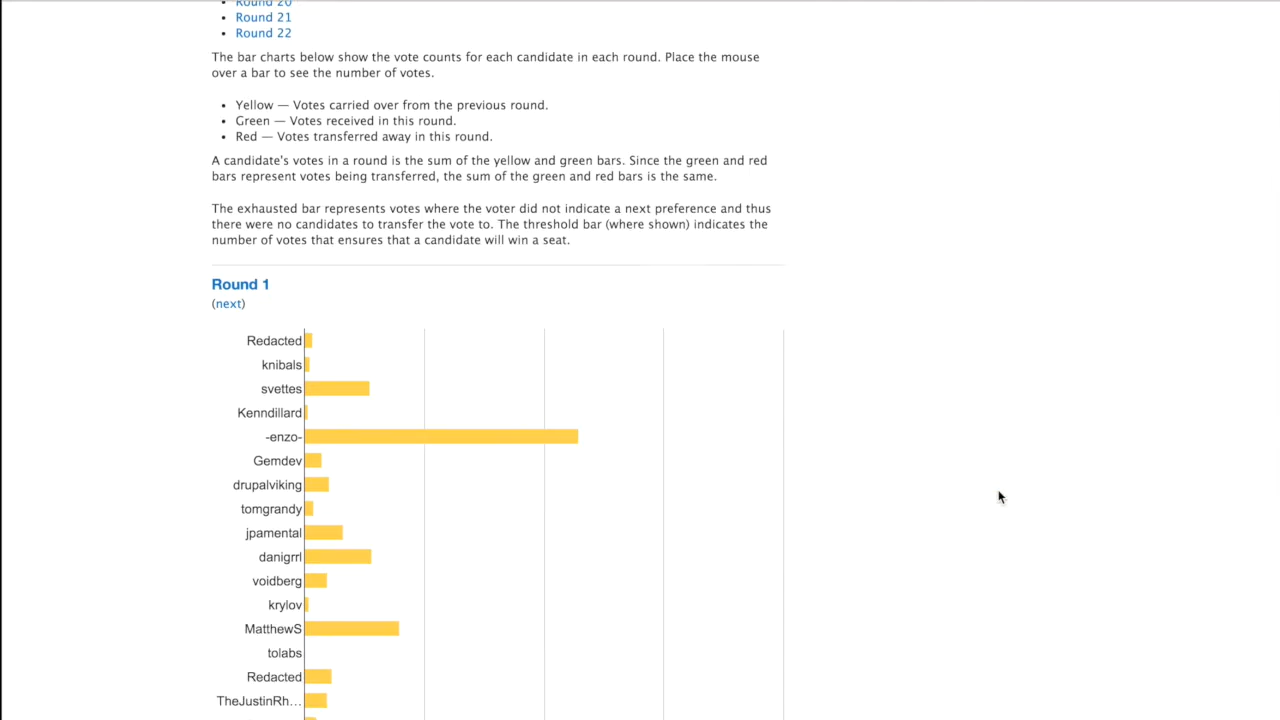 Round 20
Round 21
Round 22
The bar charts below show the vote counts for each candidate in each round. Place the mouse
over a bar to see the number of votes.
Yellow — Votes carried over from the previous round.
Green — Votes received in this round.
Red — Votes transferred away in this round.
A candidate's votes in a round is the sum of the yellow and green bars. Since the green and red
bars represent votes being transferred, the sum of the green and red bars is the same.
The exhausted bar represents votes where the voter did not indicate a next preference and thus
there were no candidates to transfer the vote to. The threshold bar (where shown) indicates the
number of votes that ensures that a candidate will win a seat.
Round 1
(next)
Redacted
knibals
svettes
Kenndillard
-enzo-
Gemdev
drupalviking
tomgrandy
jpamental
danigrrl
voidberg
krylov
MatthewS
tolabs
Redacted
TheJustinRh...